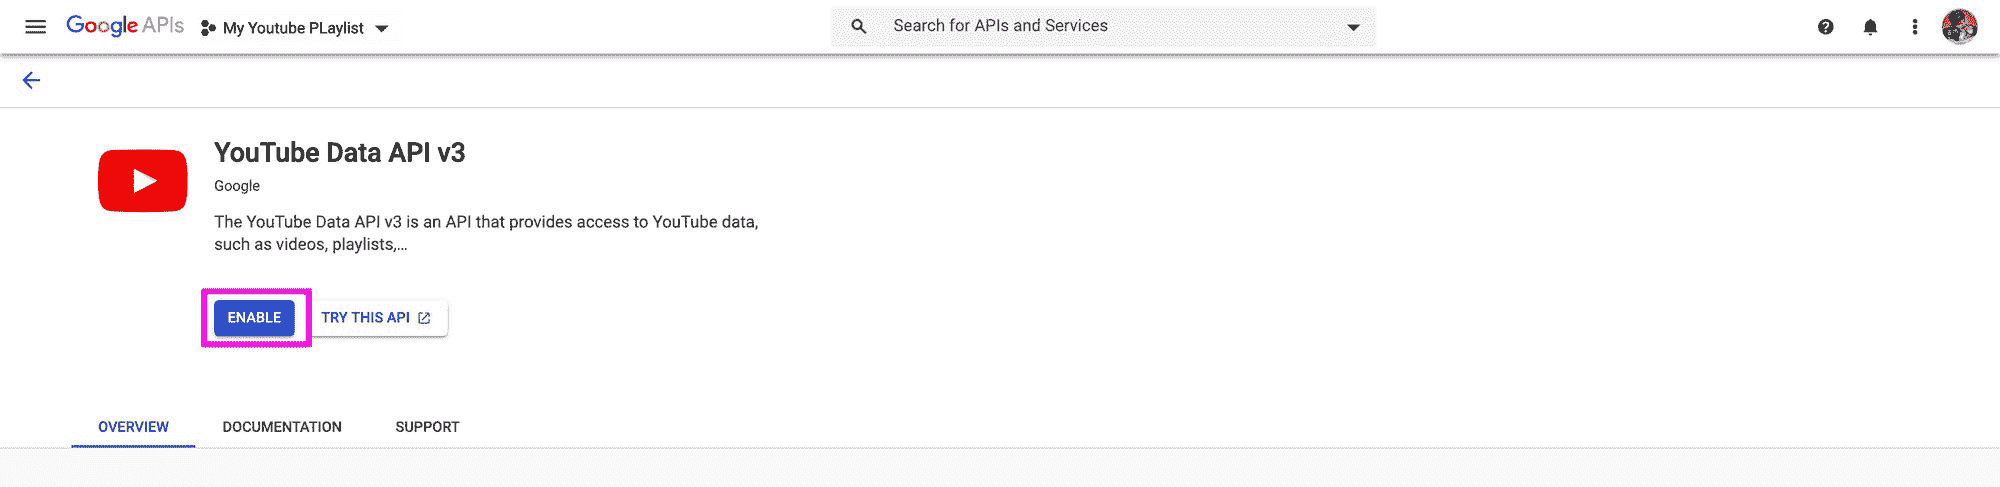 Google APIs
My Youtube PLaylist
Search for APIs and Services
YouTube Data API v3
Google
The YouTube Data API v3 is an API that provides access to YouTube data,
such as videos, playlists,...
ENABLE
TRY THIS API
OVERVIEW
DOCUMENTATION
SUPPORT